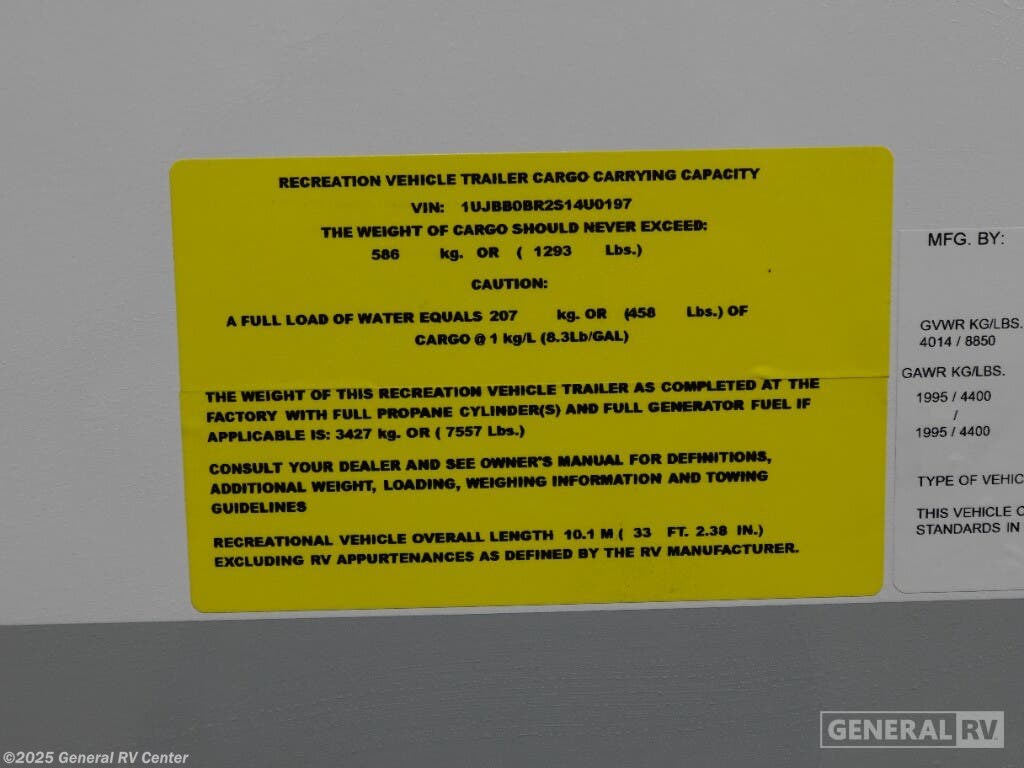 RECREATION VEHICLE TRAILER CARGO CARRYING CAPACITY
VIN: 1UJBB0BR2S14U0197
THE WEIGHT OF CARGO SHOULD NEVER EXCEED:
586 kg. OR ( 1293 Lbs.)
CAUTION:
A FULL LOAD OF WATER EQUALS 207 kg. OR (458 Lbs.) OF
CARGO @ 1 kg/L (8.3Lb/GAL)
THE WEIGHT OF THIS RECREATION VEHICLE TRAILER AS COMPLETED AT THE
FACTORY WITH FULL PROPANE CYLINDER(S) AND FULL GENERATOR FUEL IF
APPLICABLE IS: 3427 kg. OR ( 7557 Lbs.)
CONSULT YOUR DEALER AND SEE OWNER'S MANUAL FOR DEFINITIONS,
ADDITIONAL WEIGHT, LOADING, WEIGHING INFORMATION AND TOWING
GUIDELINES
RECREATIONAL VEHICLE OVERALL LENGTH 10.1 M ( 33 FT. 2.38 IN.)
EXCLUDING RV APPURTENANCES AS DEFINED BY THE RV MANUFACTURER.
MFG. BY:
GVWR KG/LBS.
4014 / 8850
GAWR KG/LBS.
1995 / 4400
/
1995 / 4400
TYPE OF VEHIC
THIS VEHICLE C
STANDARDS IN
GENERAL RV
©2025 General RV Center